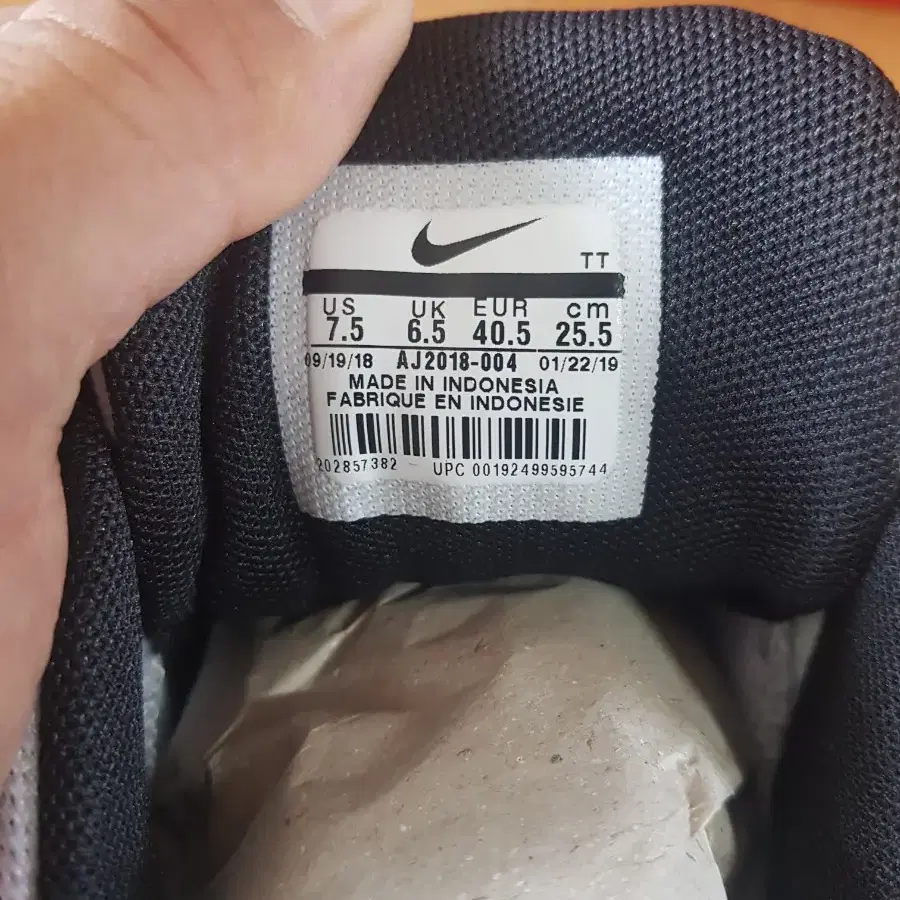 TT
US UK EUR cm
7.5 6.5 40.5 25.5
09/19/18 AJ2018-004 01/22/19
MADE IN INDONESIA
FABRIQUE EN INDONESIE
202857382 UPC 00192499595744